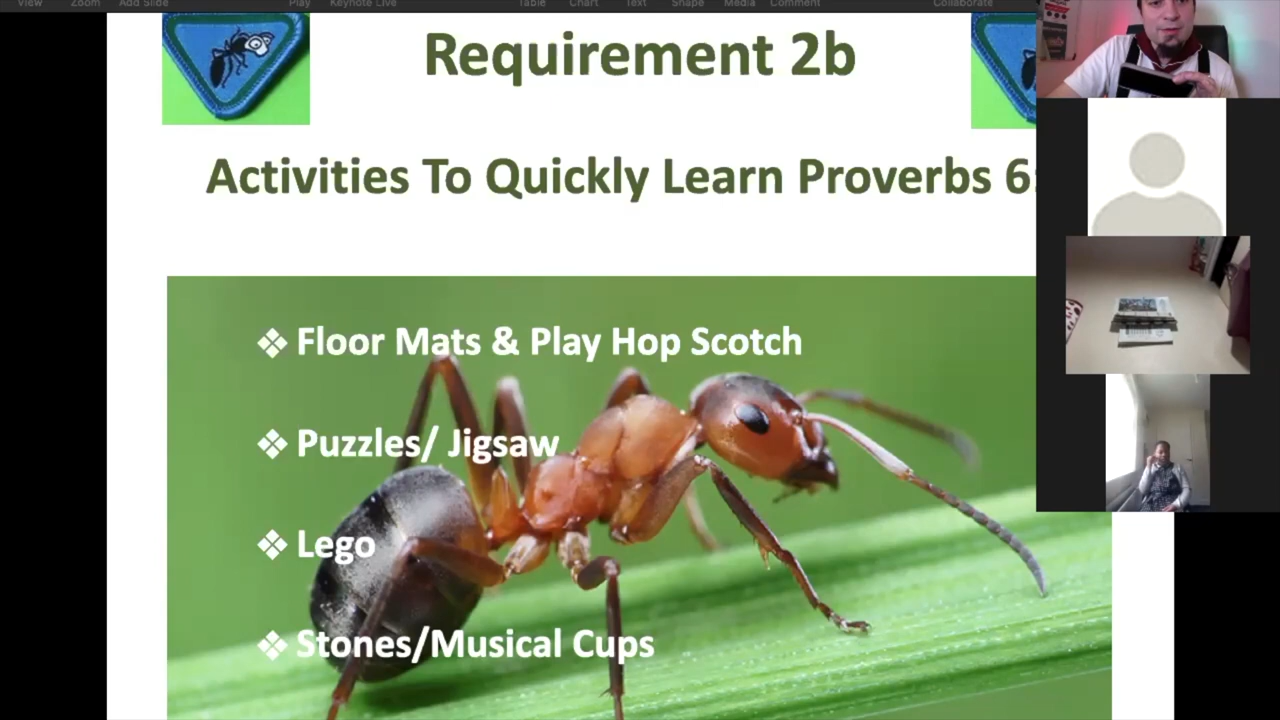 View Zoom Add Slide Play Keynote Live Table Chart Text Shape Media Comment Collaborate
Requirement 2b
Activities To Quickly Learn Proverbs 6:
❖ Floor Mats & Play Hop Scotch
❖ Puzzles/ Jigsaw
❖ Lego
❖ Stones/Musical Cups